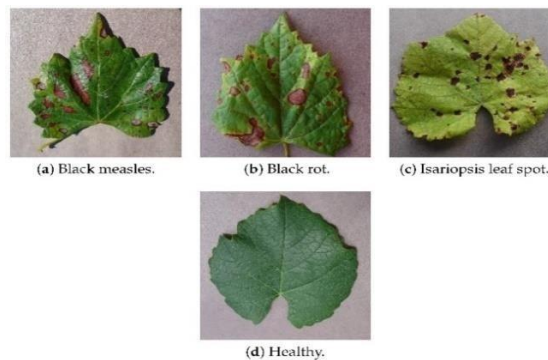 (a) Black measles.
(b) Black rot.
(c) Isariopsis leaf spot.
(d) Healthy.